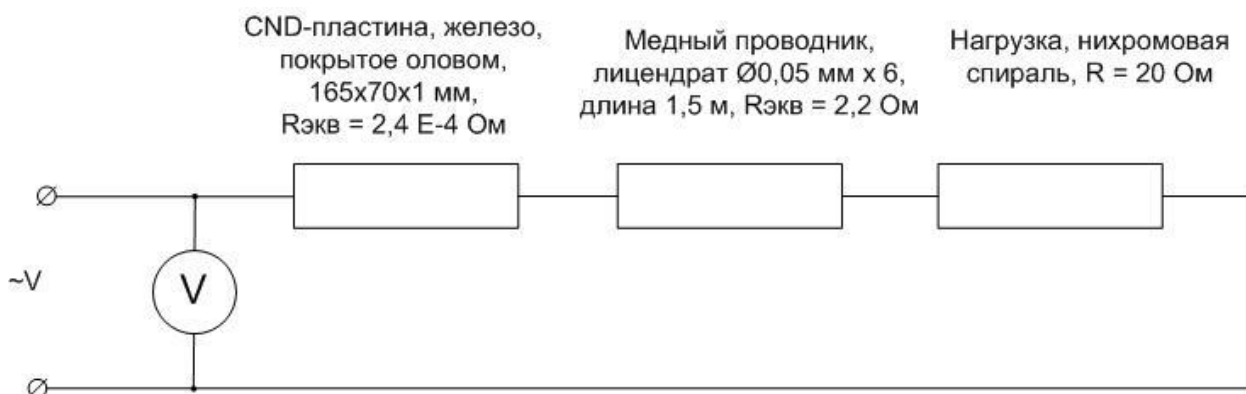 CND-пластина, железо,
покрытое оловом,
165x70x1 мм,
Rэкв = 2,4 E-4 Ом
Медный проводник,
лицендрат Ø0,05 мм x 6,
длина 1,5 м, Rэкв = 2,2 Ом
Нагрузка, нихромовая
спираль, R = 20 Ом
~V
V